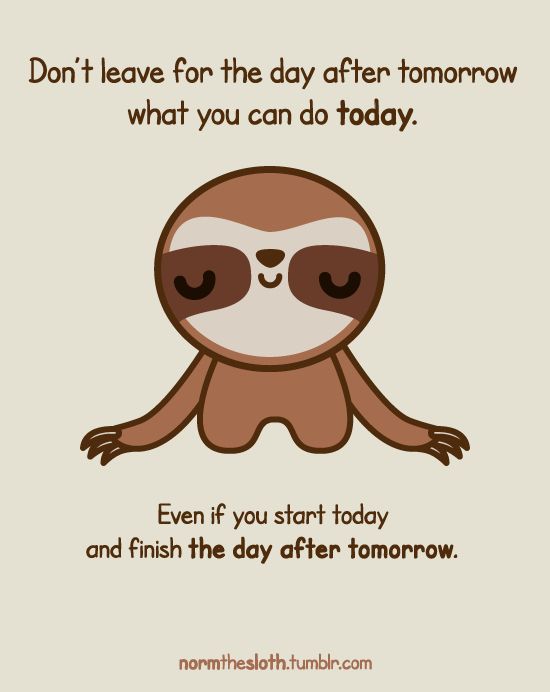 Don't leave for the day after tomorrow
what you can do today.
Even if you start today
and finish the day after tomorrow.
normthesloth.tumblr.com